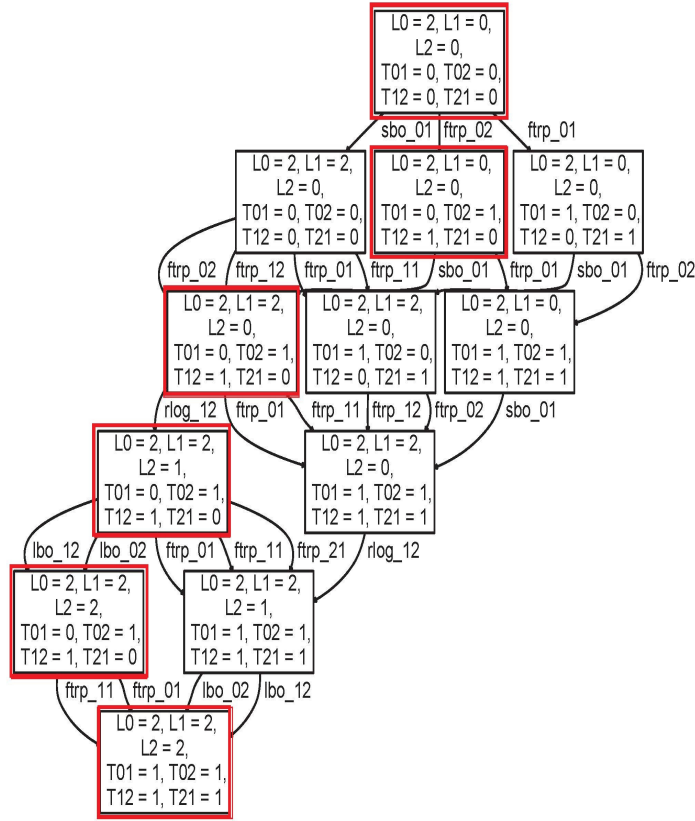 L0 = 2, L1 = 0,
L2 = 0,
T01 = 0, T02 = 0,
T12 = 0, T21 = 0
sbo_01 ftrp_02 ftrp_01
L0 = 2, L1 = 2,
L2 = 0,
T01 = 0, T02 = 0,
T12 = 0, T21 = 0
L0 = 2, L1 = 0,
L2 = 0,
T01 = 0, T02 = 1,
T12 = 1, T21 = 0
L0 = 2, L1 = 0,
L2 = 0,
T01 = 1, T02 = 0,
T12 = 0, T21 = 1
ftrp_02 ftrp_12 ftrp_01 ftrp_11 sbo_01 ftrp_01 sbo_01 ftrp_02
L0 = 2, L1 = 2,
L2 = 0,
T01 = 0, T02 = 1,
T12 = 1, T21 = 0
L0 = 2, L1 = 2,
L2 = 0,
T01 = 1, T02 = 0,
T12 = 0, T21 = 1
L0 = 2, L1 = 0,
L2 = 0,
T01 = 1, T02 = 1,
T12 = 1, T21 = 1
rlog_12 ftrp_01 ftrp_11 ftrp_12 ftrp_02 sbo_01
L0 = 2, L1 = 2,
L2 = 1,
T01 = 0, T02 = 1,
T12 = 1, T21 = 0
L0 = 2, L1 = 2,
L2 = 0,
T01 = 1, T02 = 1,
T12 = 1, T21 = 1
lbo_12 lbo_02 ftrp_01 ftrp_11 ftrp_21 rlog_12
L0 = 2, L1 = 2,
L2 = 2,
T01 = 0, T02 = 1,
T12 = 1, T21 = 0
L0 = 2, L1 = 2,
L2 = 1,
T01 = 1, T02 = 1,
T12 = 1, T21 = 1
ftrp_11 ftrp_01 lbo_02 lbo_12
L0 = 2, L1 = 2,
L2 = 2,
T01 = 1, T02 = 1,
T12 = 1, T21 = 1